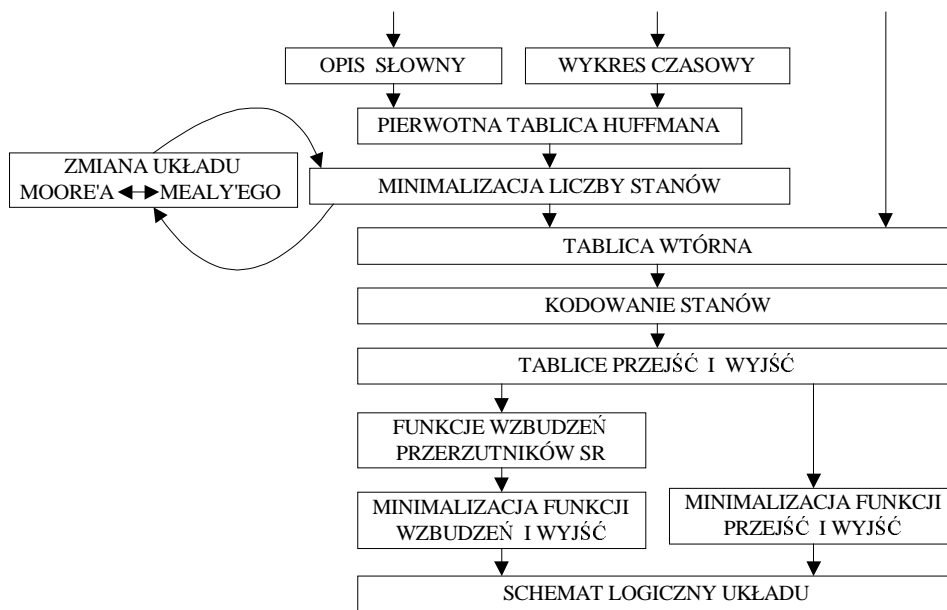 OPIS SŁOWNY
WYKRES CZASOWY
PIERWOTNA TABLICA HUFFMANA
ZMIANA UKŁADU
MOORE'A MEALY'EGO
MINIMALIZACJA LICZBY STANÓW
TABLICA WTÓRNA
KODOWANIE STANÓW
TABLICE PRZEJŚĆ I WYJŚĆ
FUNKCJE WZBUDZEŃ
PRZERZUTNIKÓW SR
MINIMALIZACJA FUNKCJI
WZBUDZEŃ I WYJŚĆ
MINIMALIZACJA FUNKCJI
PRZEJŚĆ I WYJŚĆ
SCHEMAT LOGICZNY UKŁADU